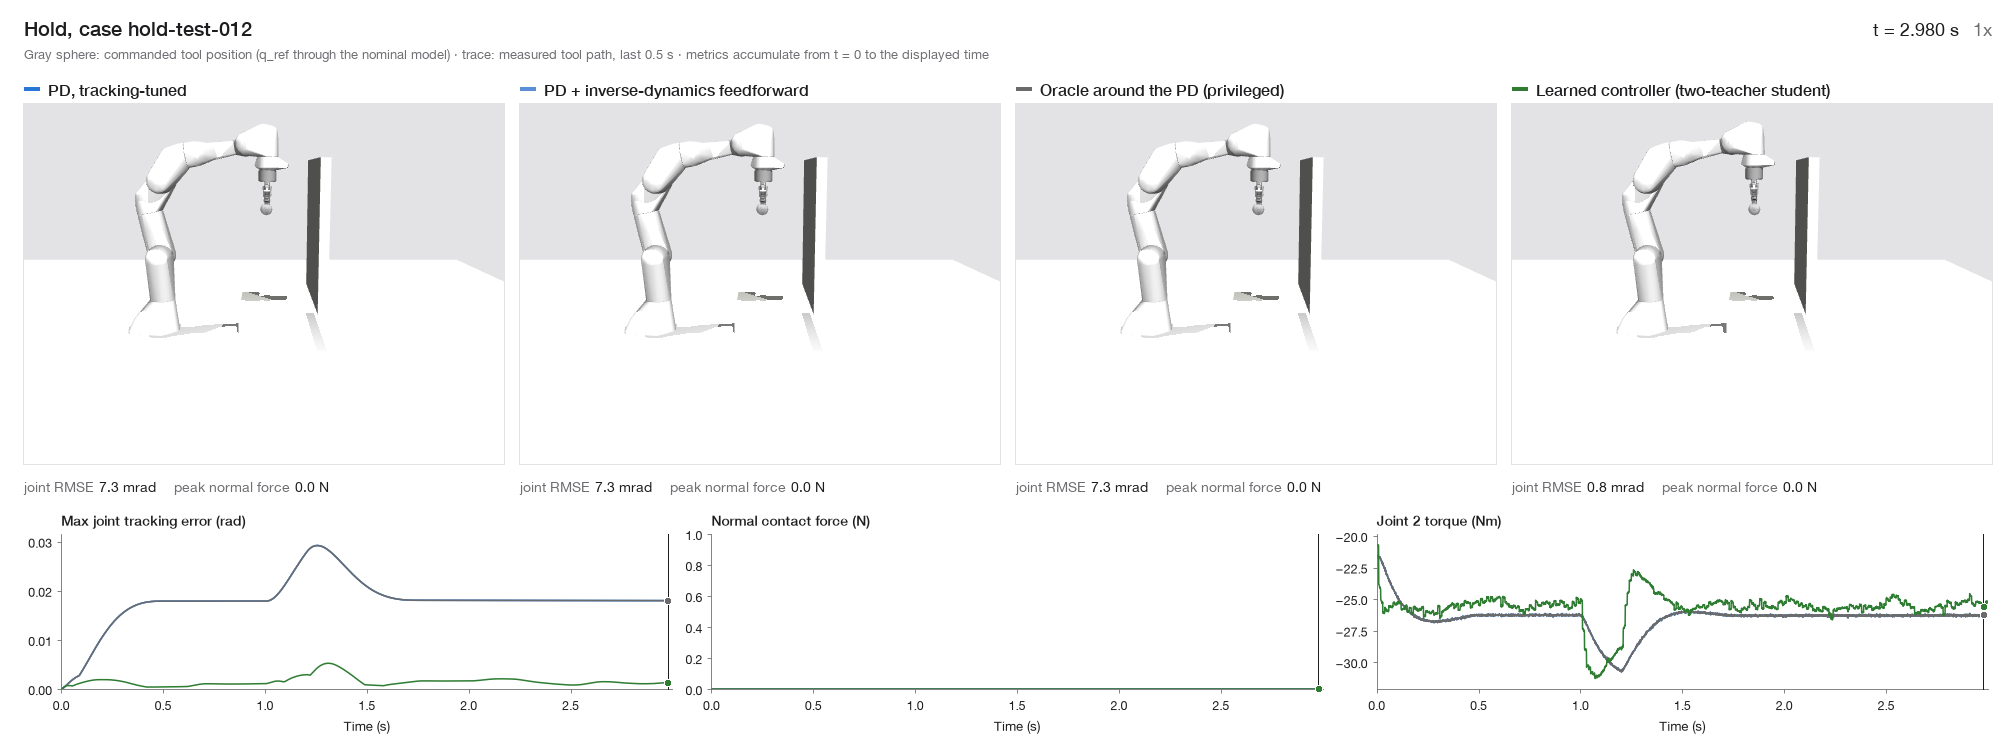 Hold, case hold-test-012
t = 2.980 s 1x
Gray sphere: commanded tool position (q_ref through the nominal model) · trace: measured tool path, last 0.5 s · metrics accumulate from t = 0 to the displayed time
PD, tracking-tuned
PD + inverse-dynamics feedforward
Oracle around the PD (privileged)
Learned controller (two-teacher student)
joint RMSE 7.3 mrad peak normal force 0.0 N
joint RMSE 7.3 mrad peak normal force 0.0 N
joint RMSE 7.3 mrad peak normal force 0.0 N
joint RMSE 0.8 mrad peak normal force 0.0 N
Max joint tracking error (rad)
0.03
0.02
0.01
0.00
0.0 0.5 1.0 1.5 2.0 2.5
Time (s)
Normal contact force (N)
1.0
0.8
0.6
0.4
0.2
0.0
0.0 0.5 1.0 1.5 2.0 2.5
Time (s)
Joint 2 torque (Nm)
−20.0
−22.5
−25.0
−27.5
−30.0
0.0 0.5 1.0 1.5 2.0 2.5
Time (s)